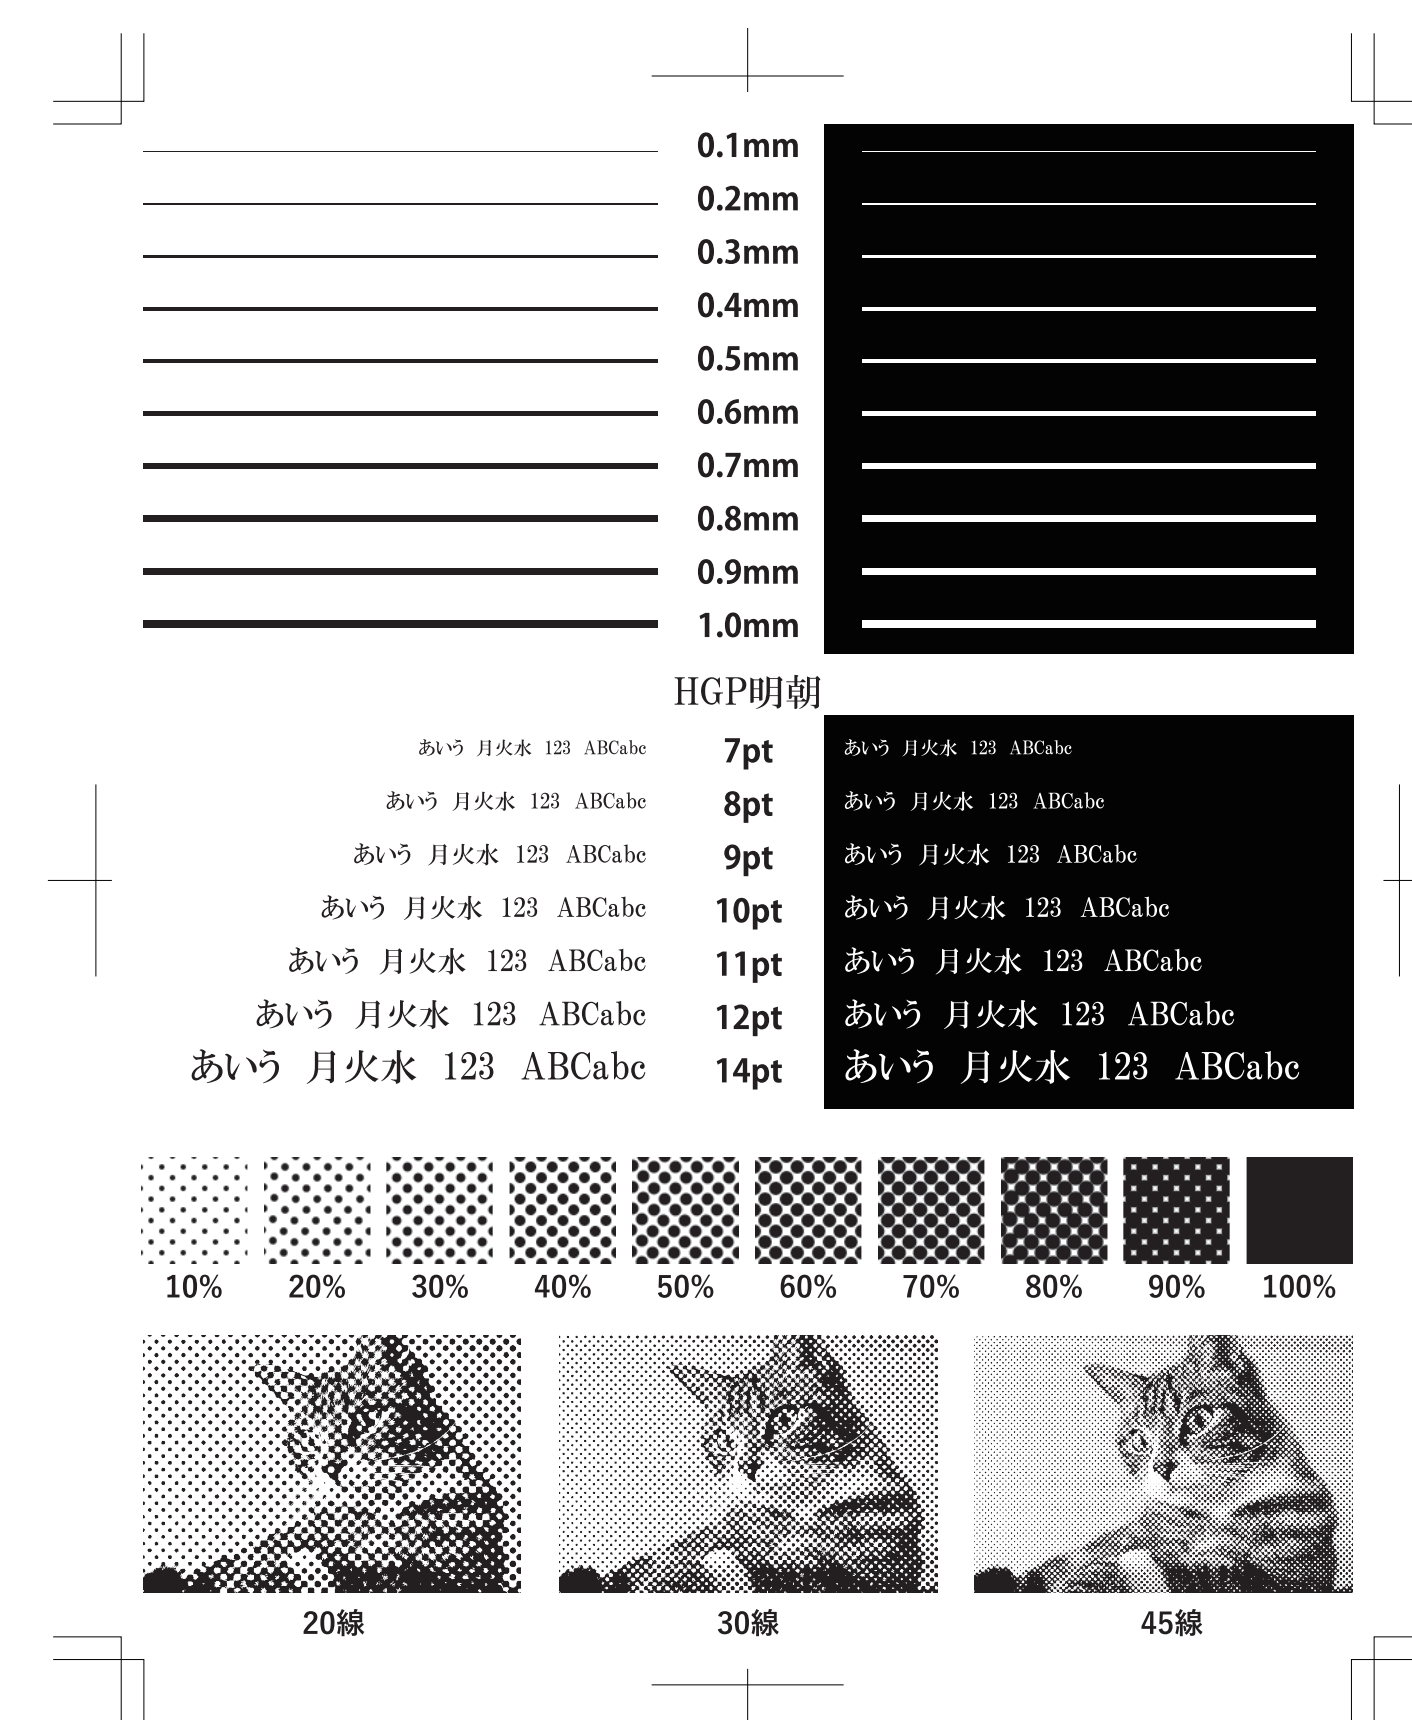 0.1mm
0.2mm
0.3mm
0.4mm
0.5mm
0.6mm
0.7mm
0.8mm
0.9mm
1.0mm
HGP明朝
あいう 月火水 123 ABCabc 7pt あいう 月火水 123 ABCabc
あいう 月火水 123 ABCabc 8pt あいう 月火水 123 ABCabc
あいう 月火水 123 ABCabc 9pt あいう 月火水 123 ABCabc
あいう 月火水 123 ABCabc 10pt あいう 月火水 123 ABCabc
あいう 月火水 123 ABCabc 11pt あいう 月火水 123 ABCabc
あいう 月火水 123 ABCabc 12pt あいう 月火水 123 ABCabc
あいう 月火水 123 ABCabc 14pt あいう 月火水 123 ABCabc
10% 20% 30% 40% 50% 60% 70% 80% 90% 100%
20線 30線 45線